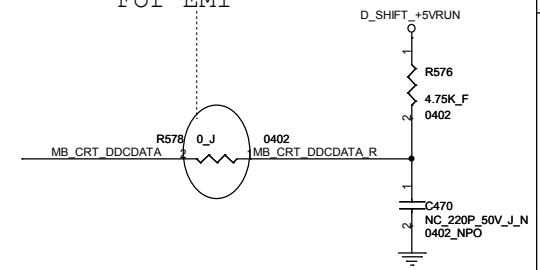 For EMI
D_SHIFT_+5VRUN
1
R576
4.75K_F
2
0402
R578 0_J 0402
MB_CRT_DDCDATA 2 1 MB_CRT_DDCDATA_R
1
C470
NC_220P_50V_J_N
2
0402_NPO